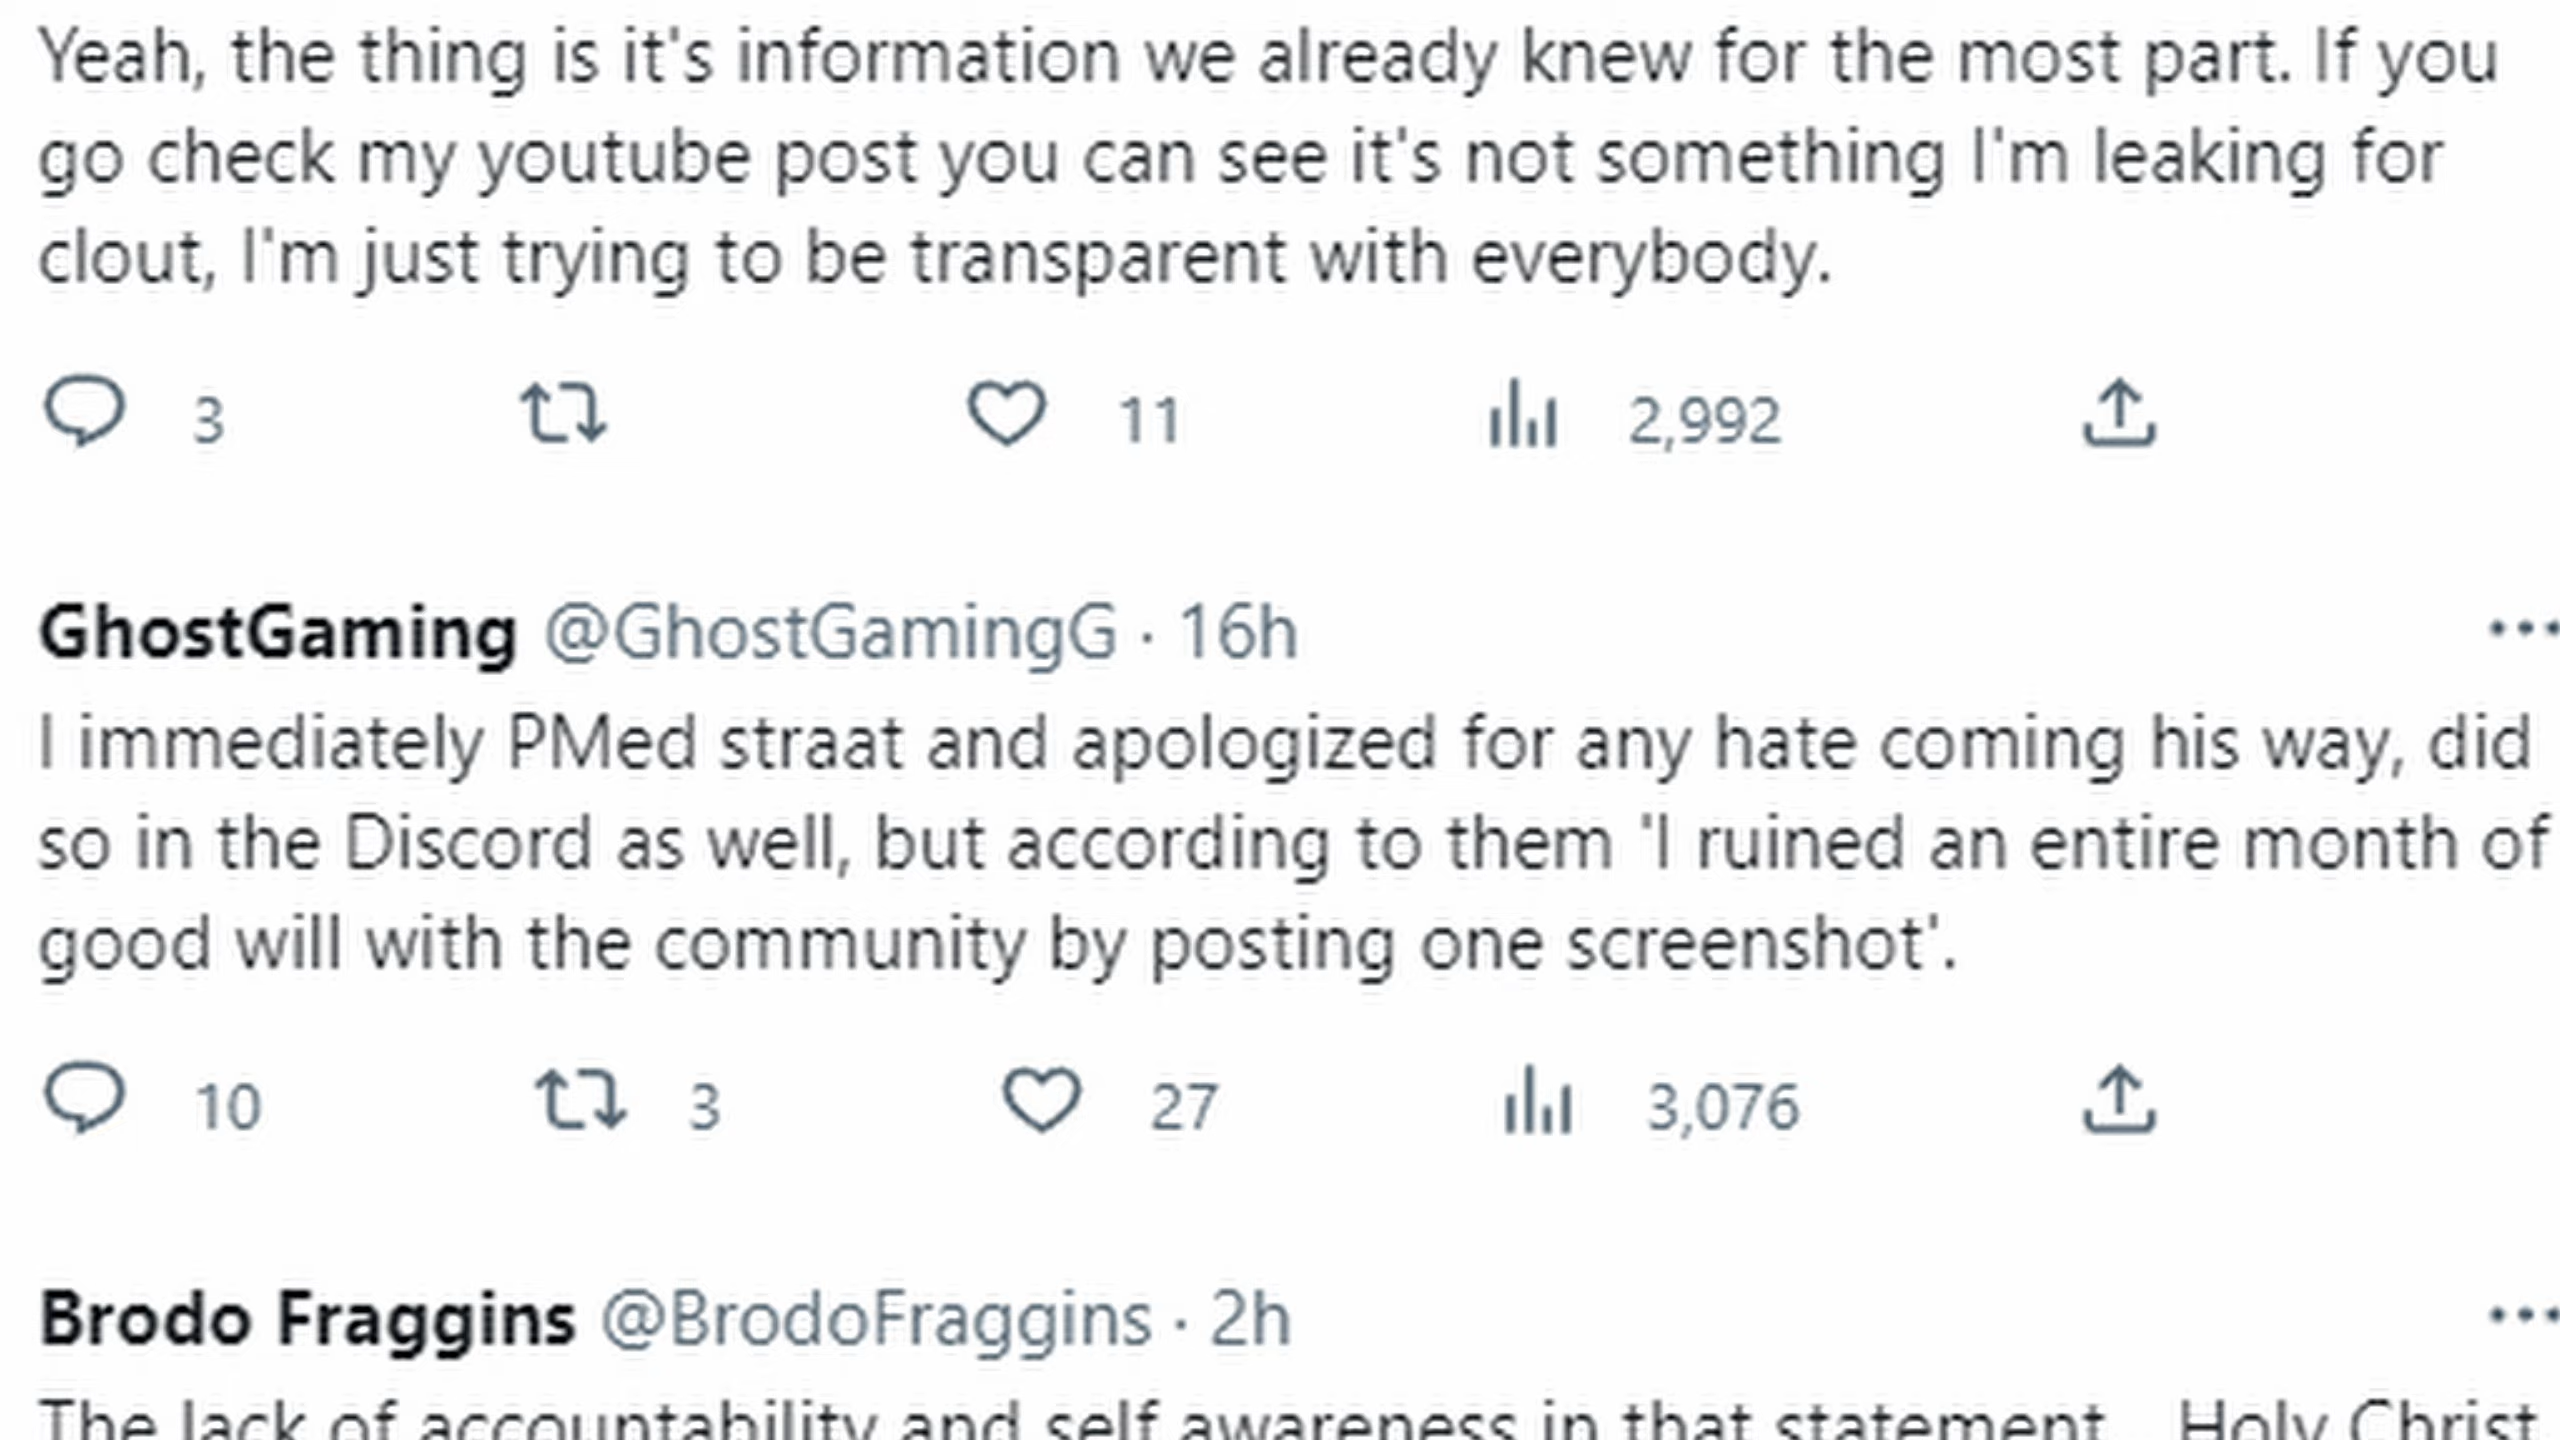 Yeah, the thing is it's information we already knew for the most part. If you
go check my youtube post you can see it's not something I'm leaking for
clout, I'm just trying to be transparent with everybody.
3 11 2,992
GhostGaming @GhostGamingG · 16h
I immediately PMed straat and apologized for any hate coming his way, did
so in the Discord as well, but according to them 'I ruined an entire month of
good will with the community by posting one screenshot'.
10 3 27 3,076
Brodo Fraggins @BrodoFraggins · 2h
The lack of accountability and self awareness in that statement... Holy Christ